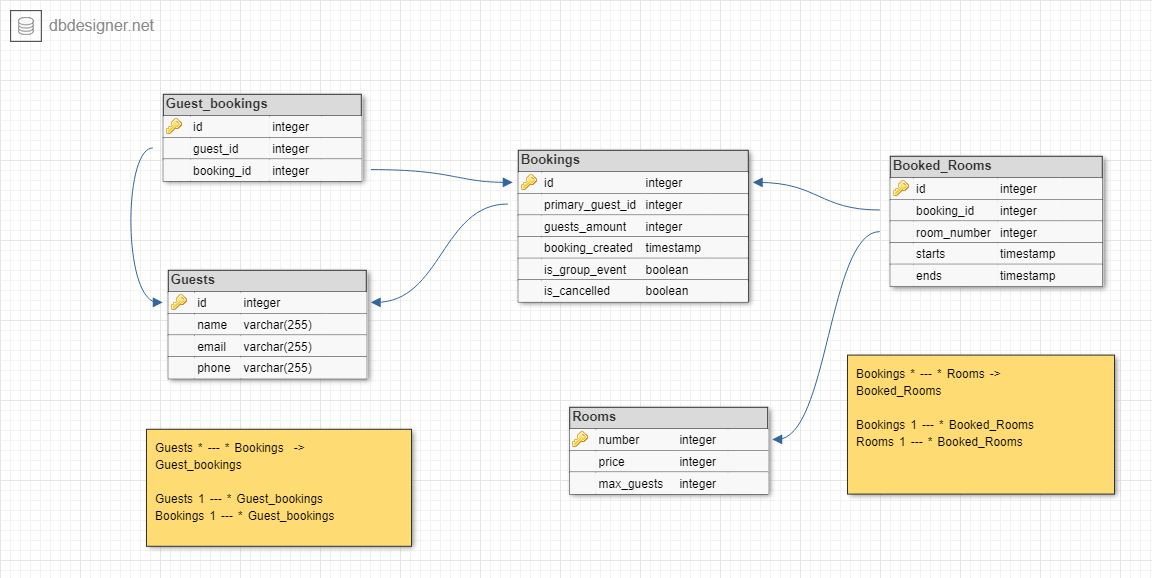 dbdesigner.net
Guest_bookings
id integer
guest_id integer
booking_id integer
Bookings
id integer
primary_guest_id integer
guests_amount integer
booking_created timestamp
is_group_event boolean
is_cancelled boolean
Booked_Rooms
id integer
booking_id integer
room_number integer
starts timestamp
ends timestamp
Guests
id integer
name varchar(255)
email varchar(255)
phone varchar(255)
Rooms
number integer
price integer
max_guests integer
Bookings * --- * Rooms ->
Booked_Rooms
Bookings 1 --- * Booked_Rooms
Rooms 1 --- * Booked_Rooms
Guests * --- * Bookings ->
Guest_bookings
Guests 1 --- * Guest_bookings
Bookings 1 --- * Guest_bookings